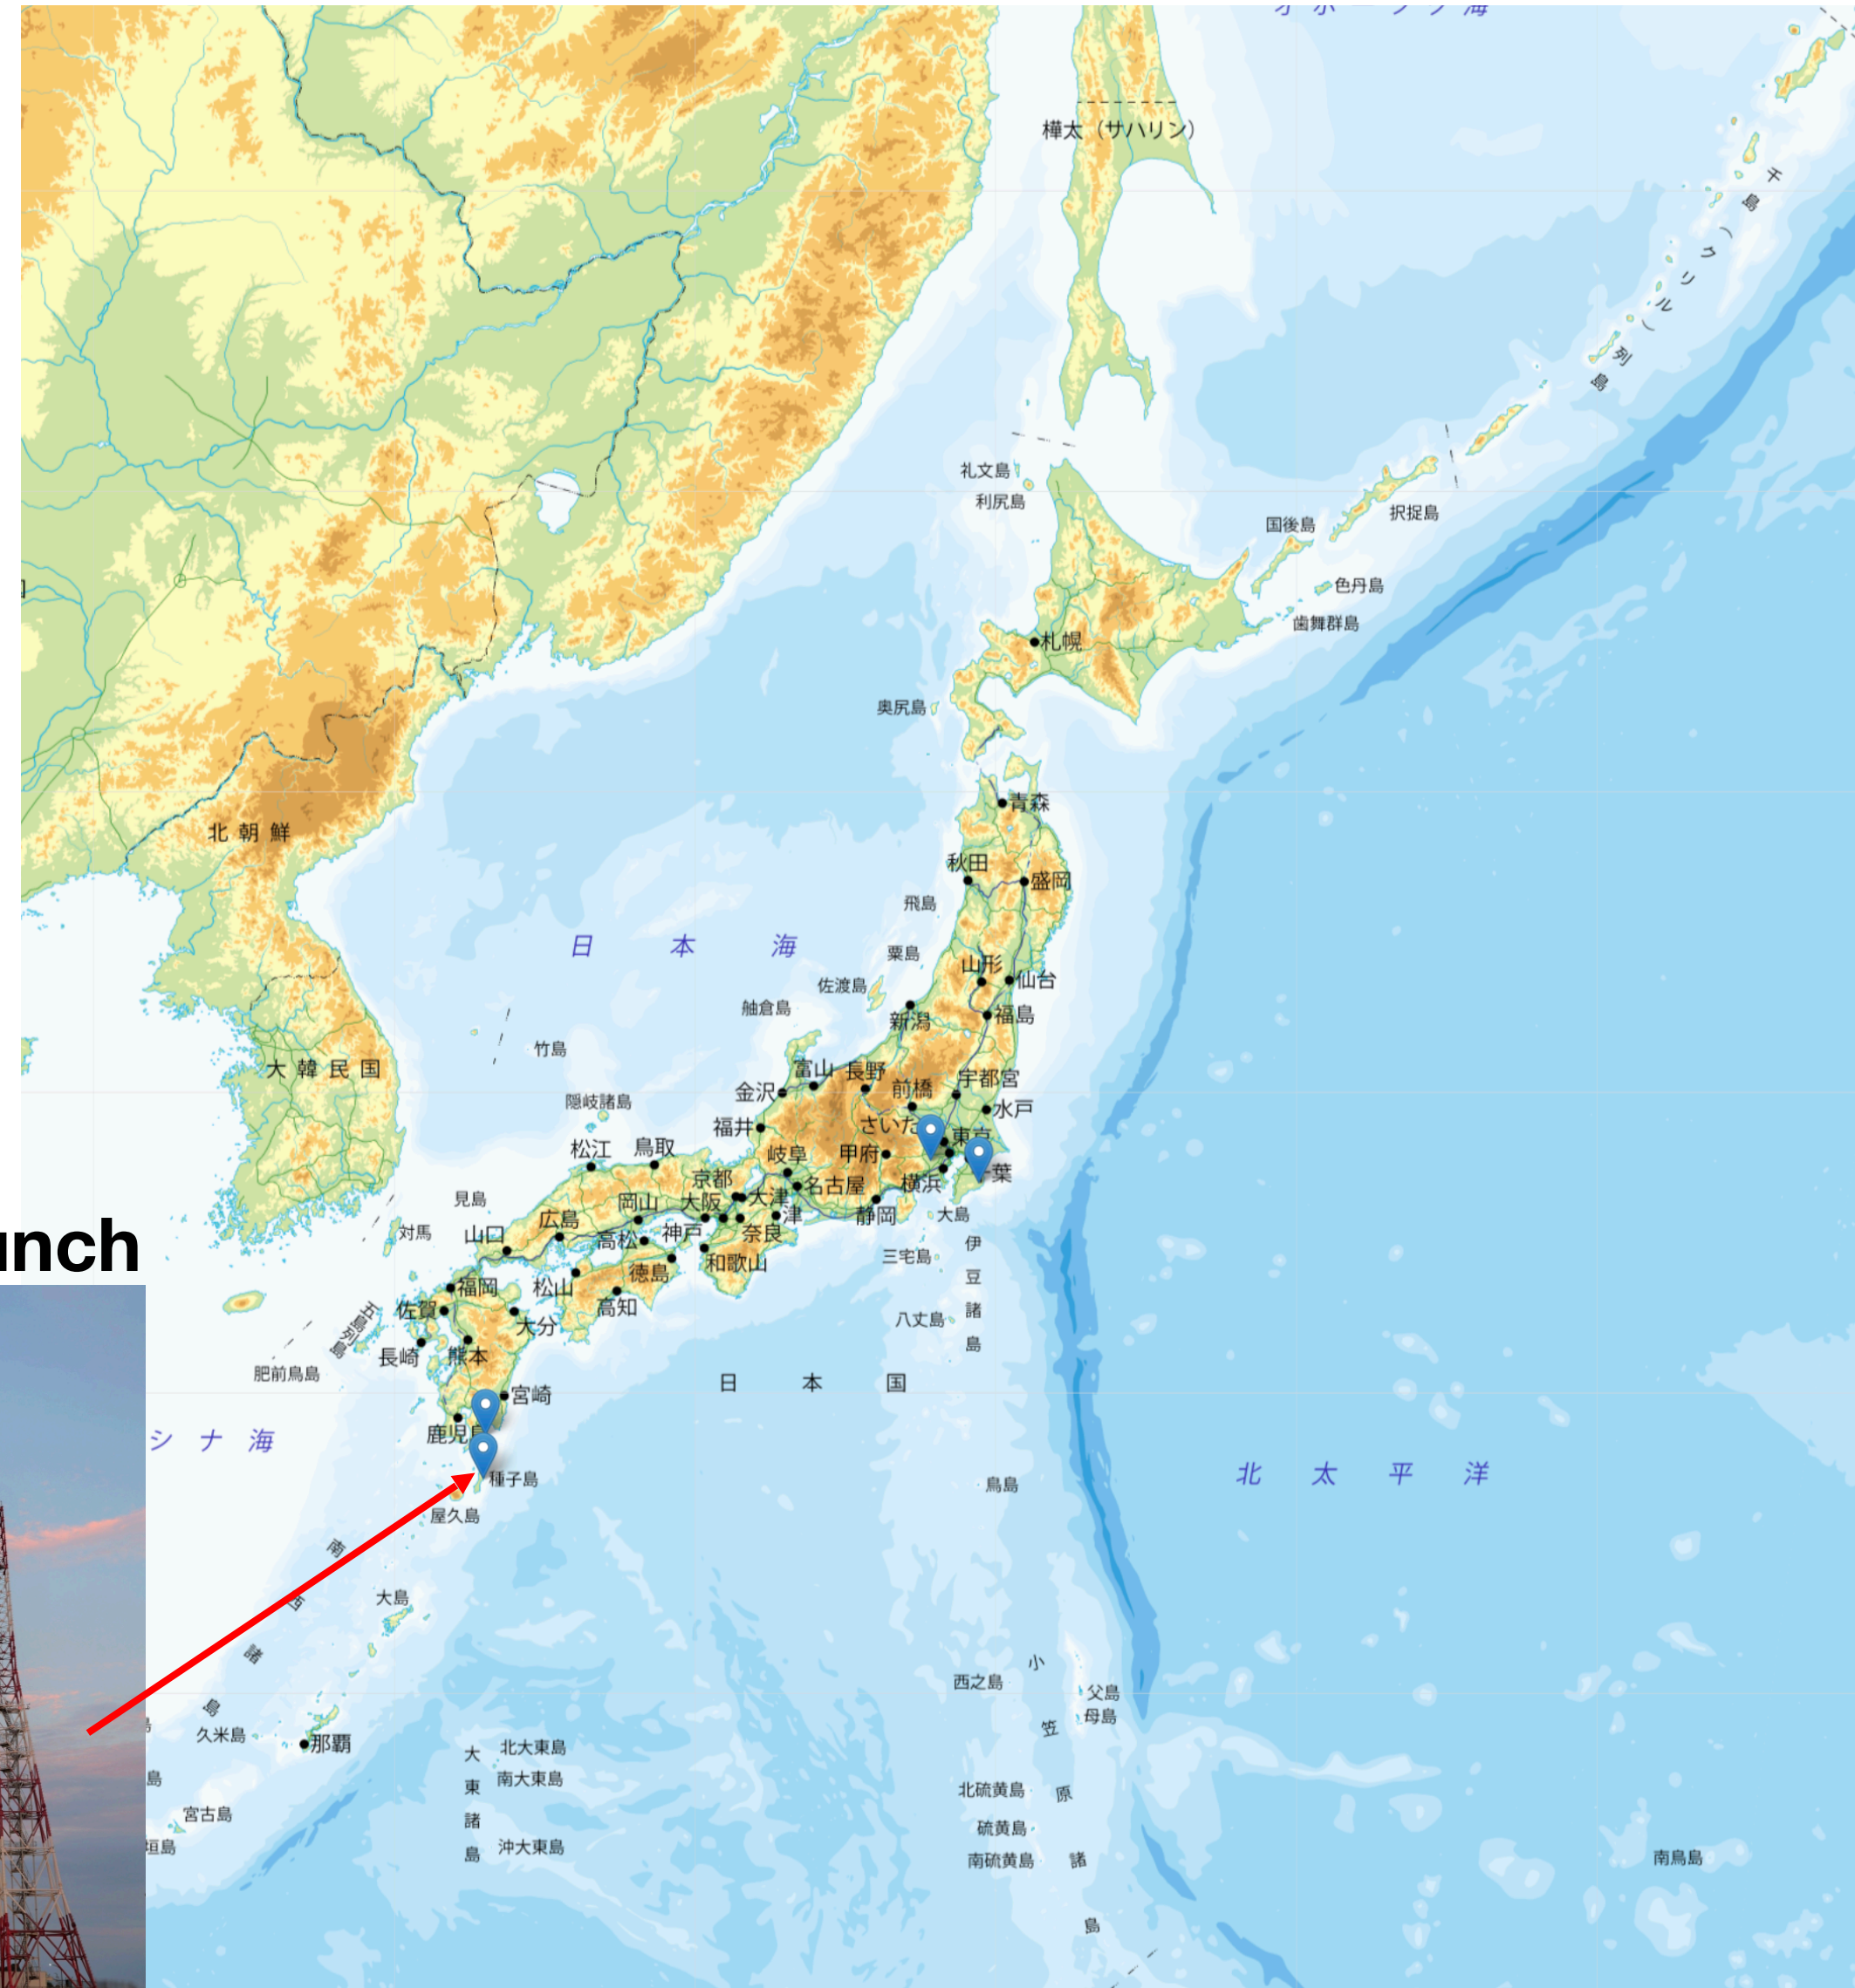 樺太（サハリン）
千島（クリル）列島
礼文島
利尻島
択捉島
国後島
色丹島
歯舞群島
札幌
奥尻島
青森
北朝鮮
秋田
盛岡
飛島
日本海
粟島
山形
仙台
佐渡島
舳倉島
新潟
福島
竹島
大韓民国
富山
長野
宇都宮
金沢
前橋
隠岐諸島
水戸
福井
さいた
東京
松江
鳥取
岐阜
甲府
葉
京都
名古屋
横浜
見島
岡山
大阪
大津
津
静岡
大島
対馬
山口
広島
高松
神戸
奈良
伊豆諸島
三宅島
和歌山
徳島
福岡
松山
高知
佐賀
大分
八丈島
五島列島
長崎
熊本
肥前鳥島
日本国
宮崎
鹿児島
シナ海
北太平洋
種子島
鳥島
屋久島
南西諸島
大島
小笠原諸島
西之島
父島
母島
久米島
那覇
大東諸島
北大東島
南大東島
島
北硫黄島
宮古島
硫黄島
垣島
沖大東島
南硫黄島
南鳥島
unch